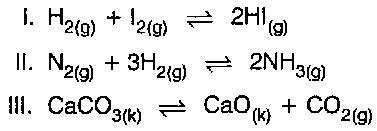 I. H₂(g) + I₂(g) ⇌ 2HI(g)
II. N₂(g) + 3H₂(g) ⇌ 2NH₃(g)
III. CaCO₃(k) ⇌ CaO(k) + CO₂(g)